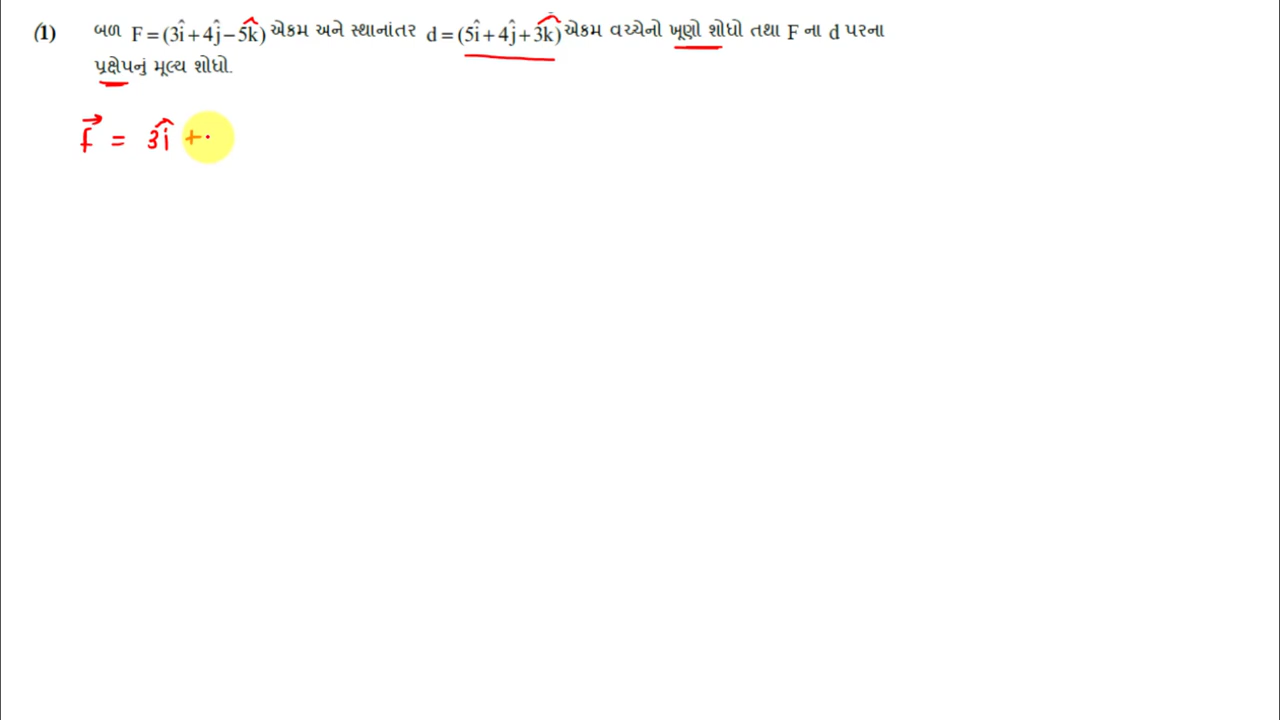 (1) બળ F = (3î + 4ĵ − 5k̂) એકમ અને સ્થાનાંતર d = (5î + 4ĵ + 3k̂) એકમ વચ્ચેનો ખૂણો શોધો તથા F ના d પરના
પ્રક્ષેપનું મૂલ્ય શોધો.
f⃗ = 3î +